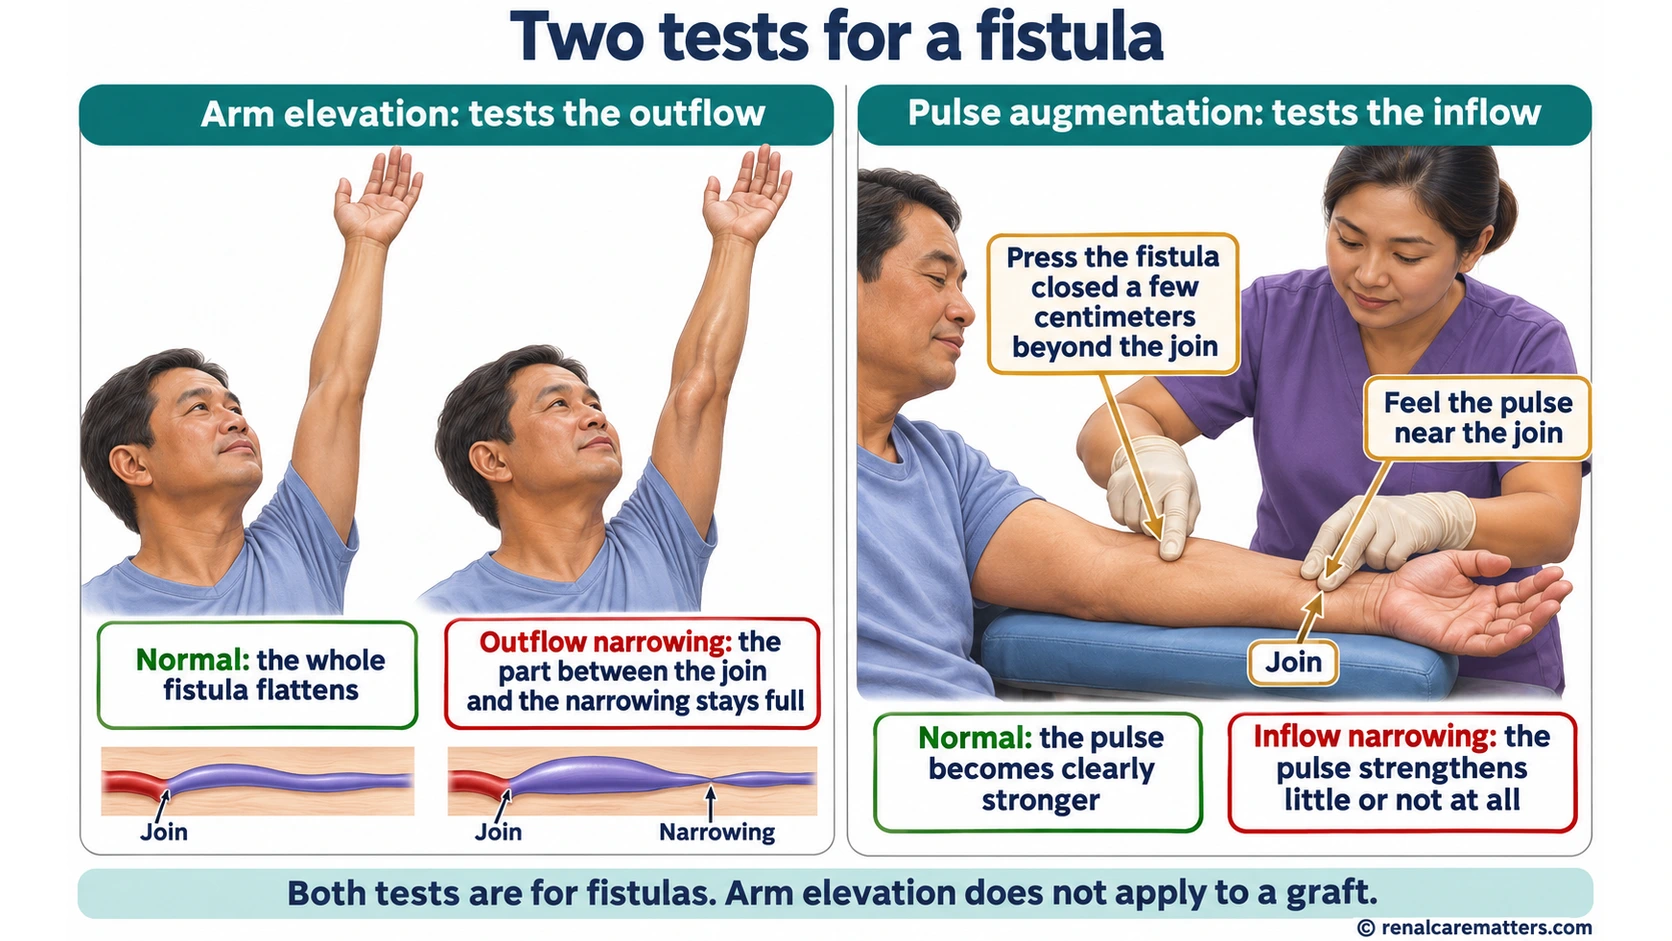 Two tests for a fistula
Arm elevation: tests the outflow
Normal: the whole
fistula flattens
Outflow narrowing: the
part between the join
and the narrowing stays full
Join
Join
Narrowing
Pulse augmentation: tests the inflow
Press the fistula
closed a few
centimeters
beyond the join
Feel the pulse
near the join
Join
Normal: the pulse
becomes clearly
stronger
Inflow narrowing: the
pulse strengthens
little or not at all
Both tests are for fistulas. Arm elevation does not apply to a graft.
© renalcarematters.com